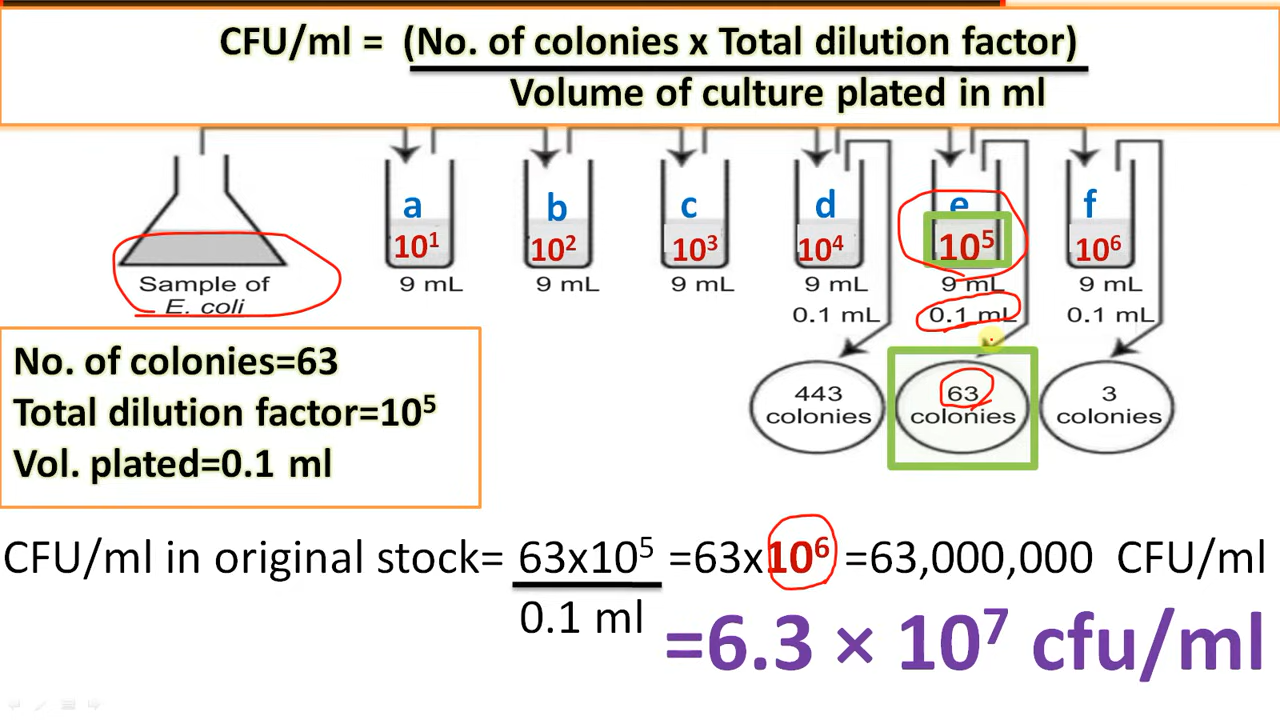 CFU/ml = (No. of colonies x Total dilution factor)
Volume of culture plated in ml
a b c d e f
10¹ 10² 10³ 10⁴ 10⁵ 10⁶
Sample of
E. coli
9 mL 9 mL 9 mL 9 mL 9 mL 9 mL
0.1 mL 0.1 mL 0.1 mL
443 colonies
63 colonies
3 colonies
No. of colonies=63
Total dilution factor=10⁵
Vol. plated=0.1 ml
CFU/ml in original stock= 63x10⁵ =63x10⁶ =63,000,000 CFU/ml
0.1 ml
=6.3 × 10⁷ cfu/ml